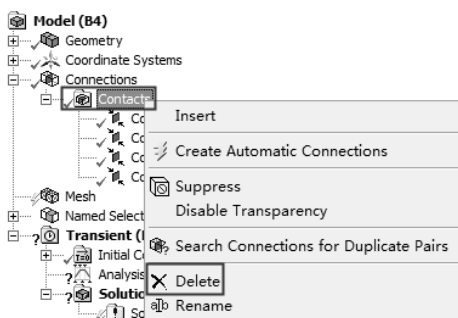 Model (B4)
Geometry
Coordinate Systems
Connections
Contacts
Insert
Create Automatic Connections
Suppress
Mesh
Disable Transparency
Named Select
Transient (
Search Connections for Duplicate Pairs
Initial C
Analysis
Delete
Solutio
Rename
So